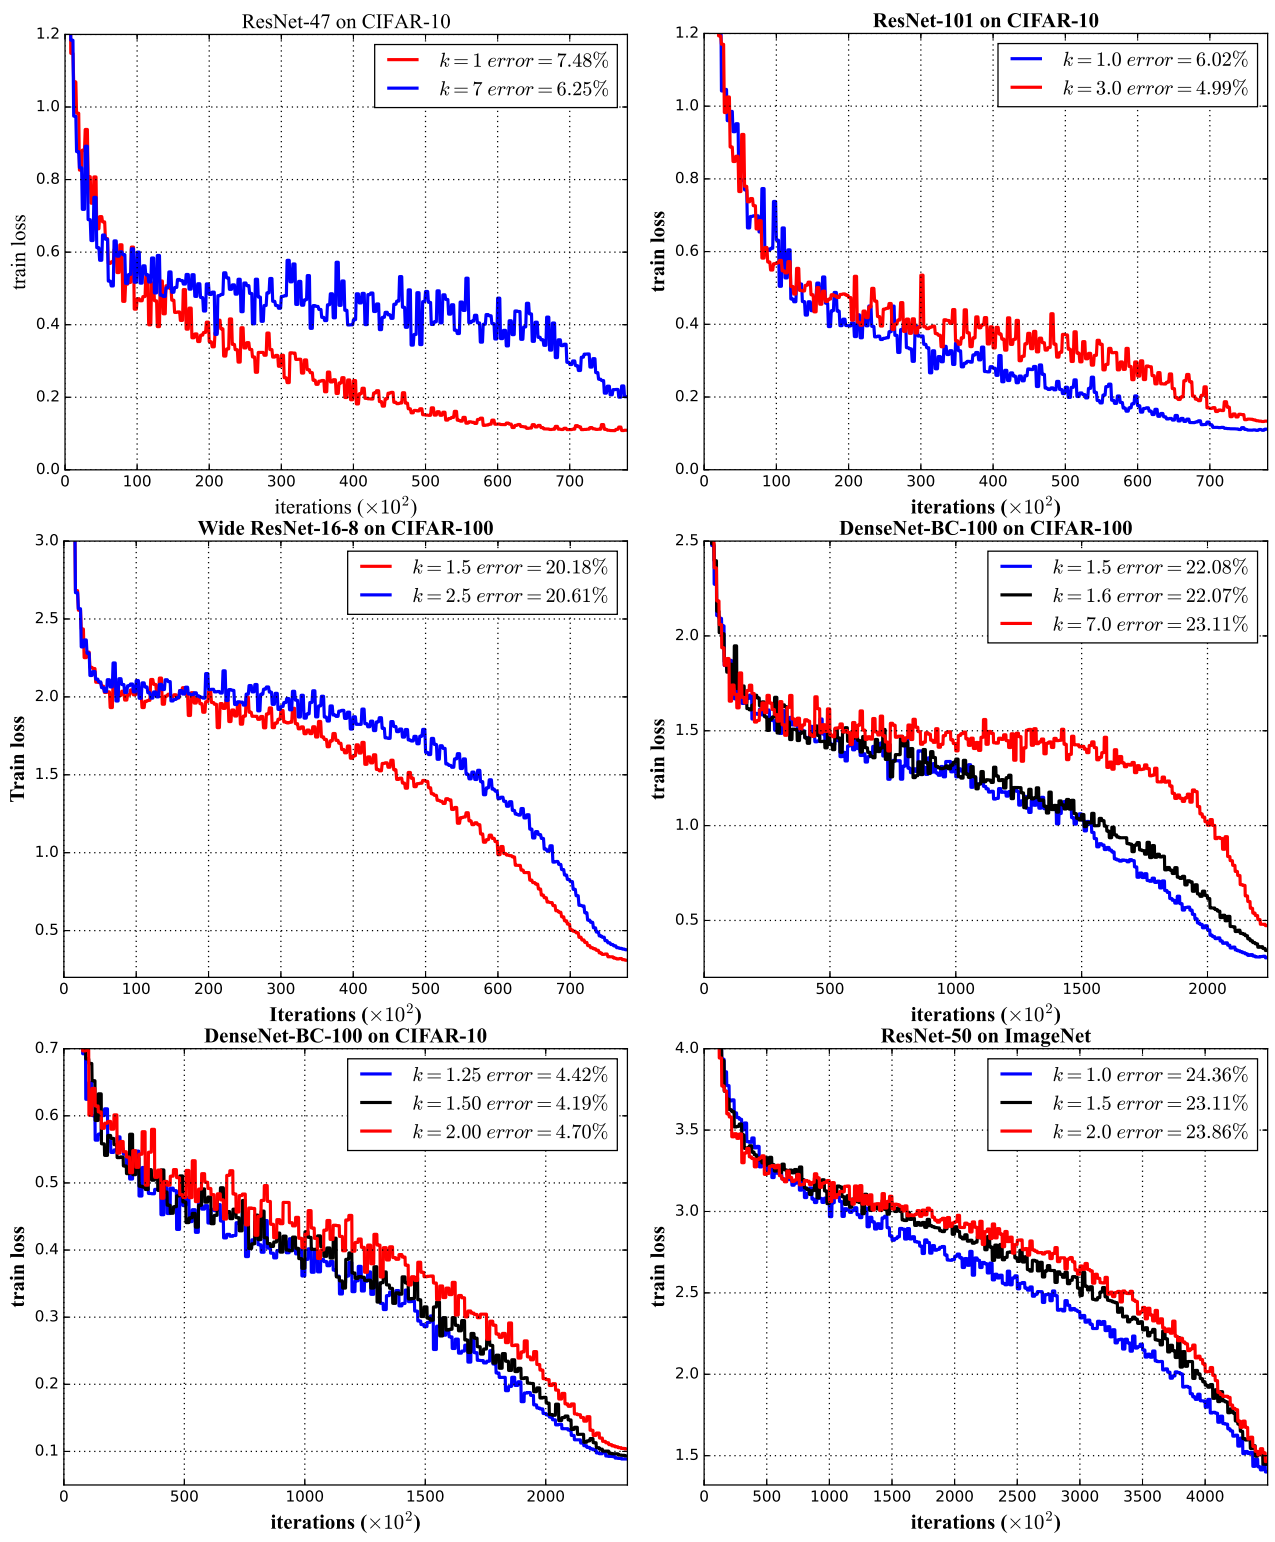 ResNet-47 on CIFAR-10
1.2
1.0
0.8
0.6
0.4
0.2
0.0
train loss
k = 1 error = 7.48%
k = 7 error = 6.25%
0 100 200 300 400 500 600 700
iterations (×10²)
ResNet-101 on CIFAR-10
1.2
1.0
0.8
0.6
0.4
0.2
0.0
train loss
k = 1.0 error = 6.02%
k = 3.0 error = 4.99%
0 100 200 300 400 500 600 700
iterations (×10²)
Wide ResNet-16-8 on CIFAR-100
3.0
2.5
2.0
1.5
1.0
0.5
Train loss
k = 1.5 error = 20.18%
k = 2.5 error = 20.61%
0 100 200 300 400 500 600 700
Iterations (×10²)
DenseNet-BC-100 on CIFAR-100
2.5
2.0
1.5
1.0
0.5
train loss
k = 1.5 error = 22.08%
k = 1.6 error = 22.07%
k = 7.0 error = 23.11%
0 500 1000 1500 2000
iterations (×10²)
DenseNet-BC-100 on CIFAR-10
0.7
0.6
0.5
0.4
0.3
0.2
0.1
train loss
k = 1.25 error = 4.42%
k = 1.50 error = 4.19%
k = 2.00 error = 4.70%
0 500 1000 1500 2000
iterations (×10²)
ResNet-50 on ImageNet
4.0
3.5
3.0
2.5
2.0
1.5
train loss
k = 1.0 error = 24.36%
k = 1.5 error = 23.11%
k = 2.0 error = 23.86%
0 500 1000 1500 2000 2500 3000 3500 4000
iterations (×10²)